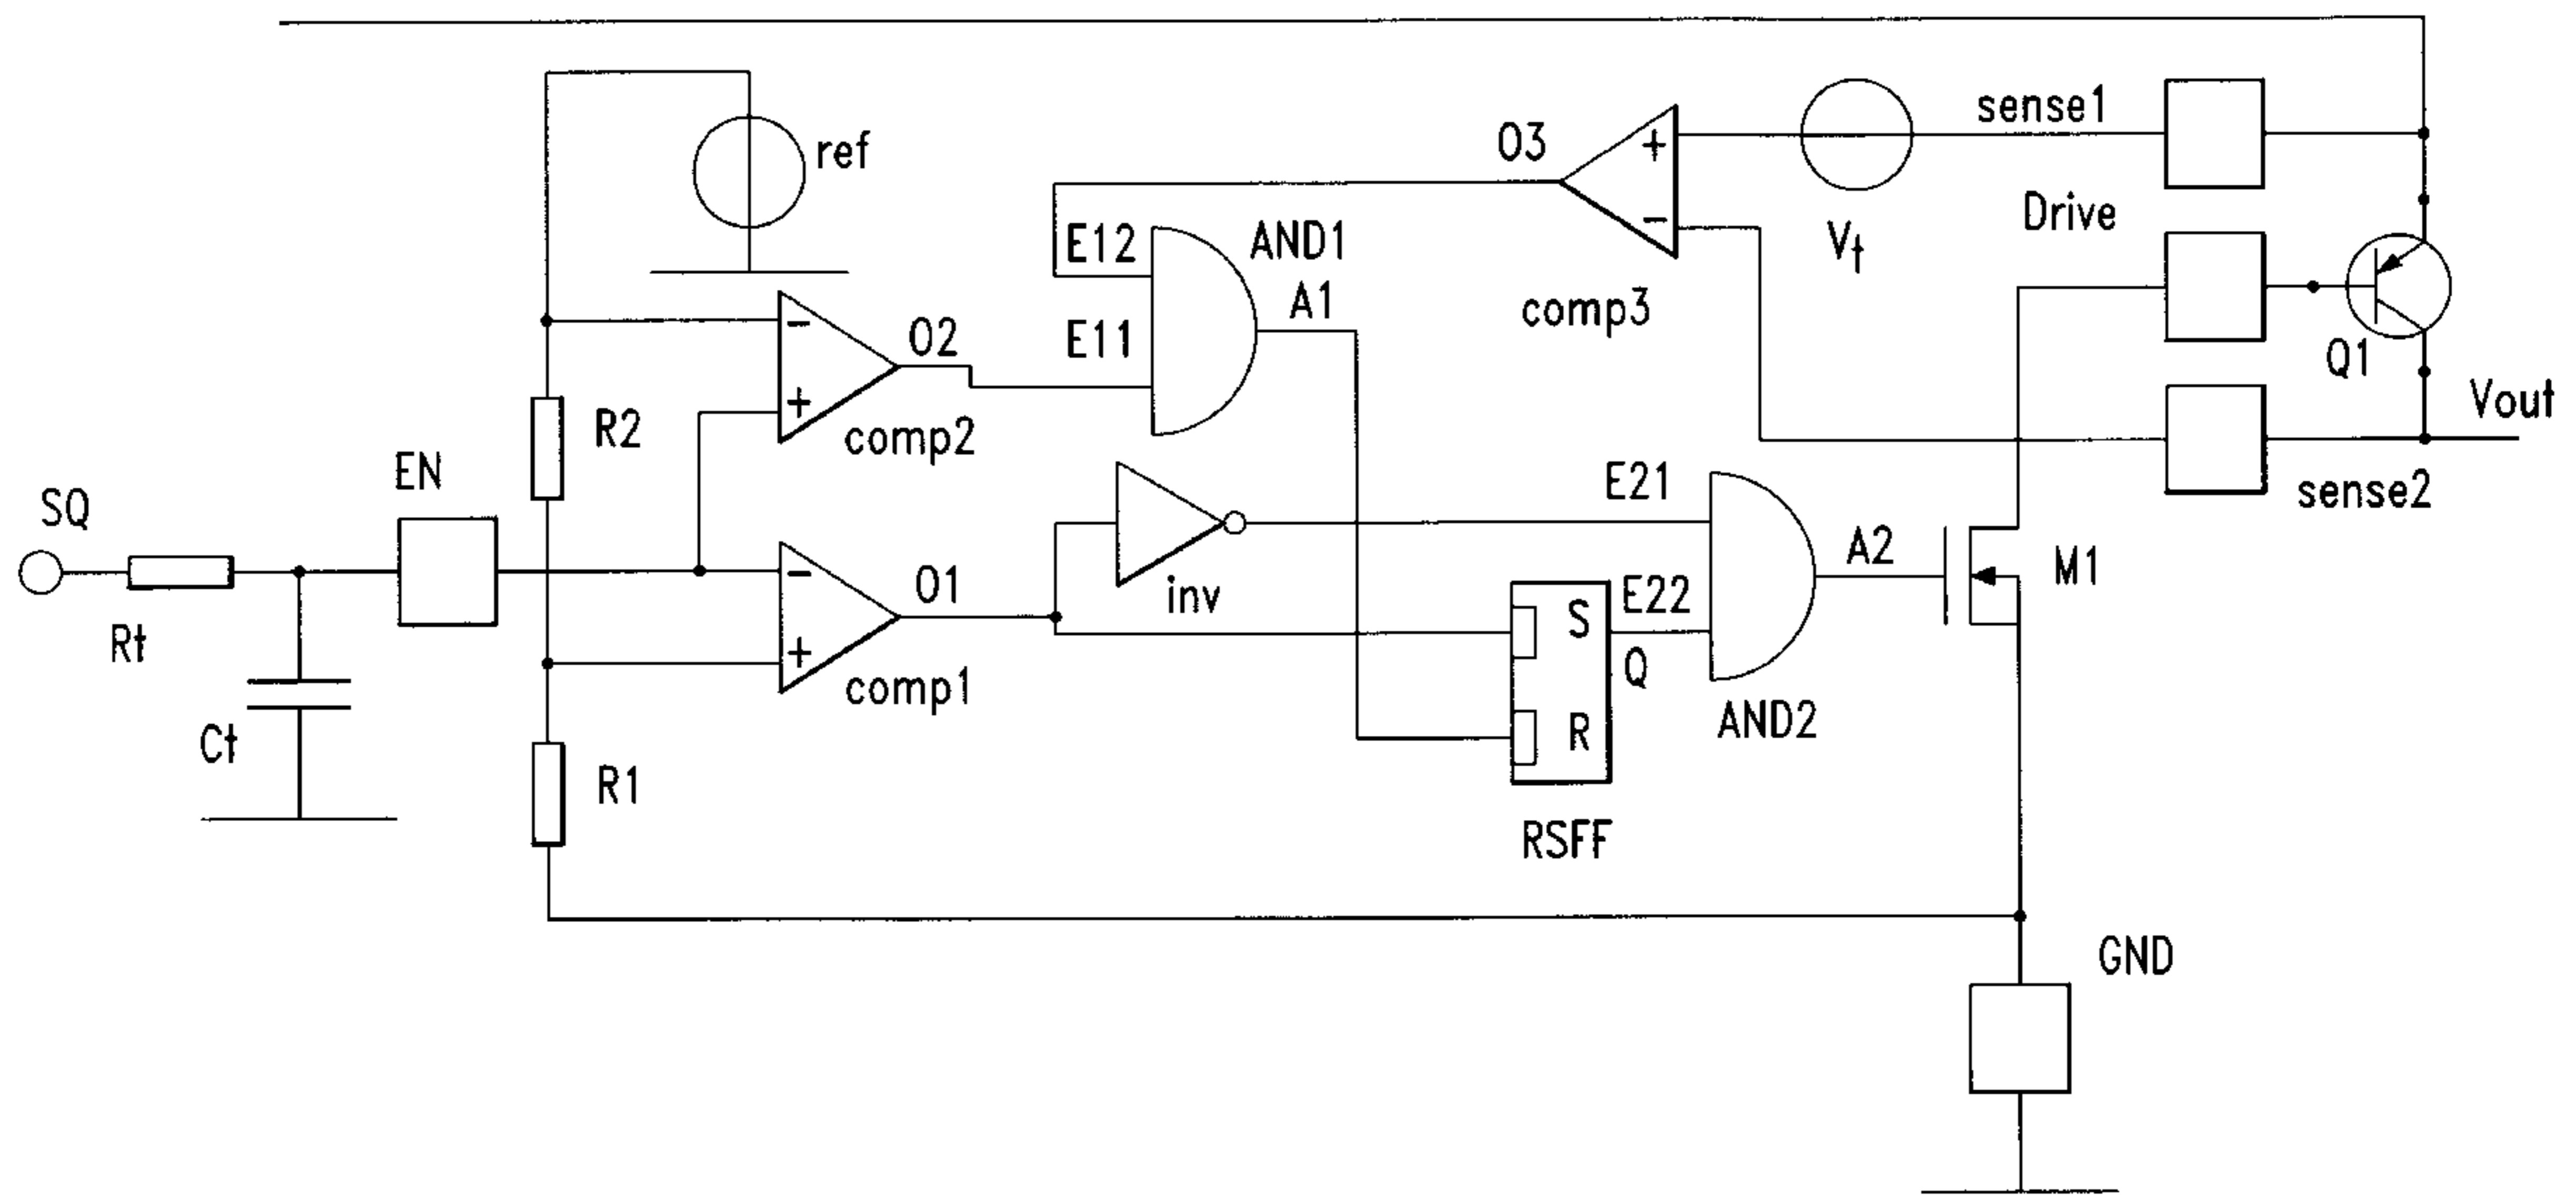 sense1
O3
+
ref
-
Drive
E12
AND1
Vt
A1
comp3
E11
O2
-
Q1
+
Vout
R2
comp2
EN
E21
sense2
SQ
A2
M1
-
O1
inv
S
E22
Rt
+
Q
comp1
Ct
R
AND2
R1
RSFF
GND